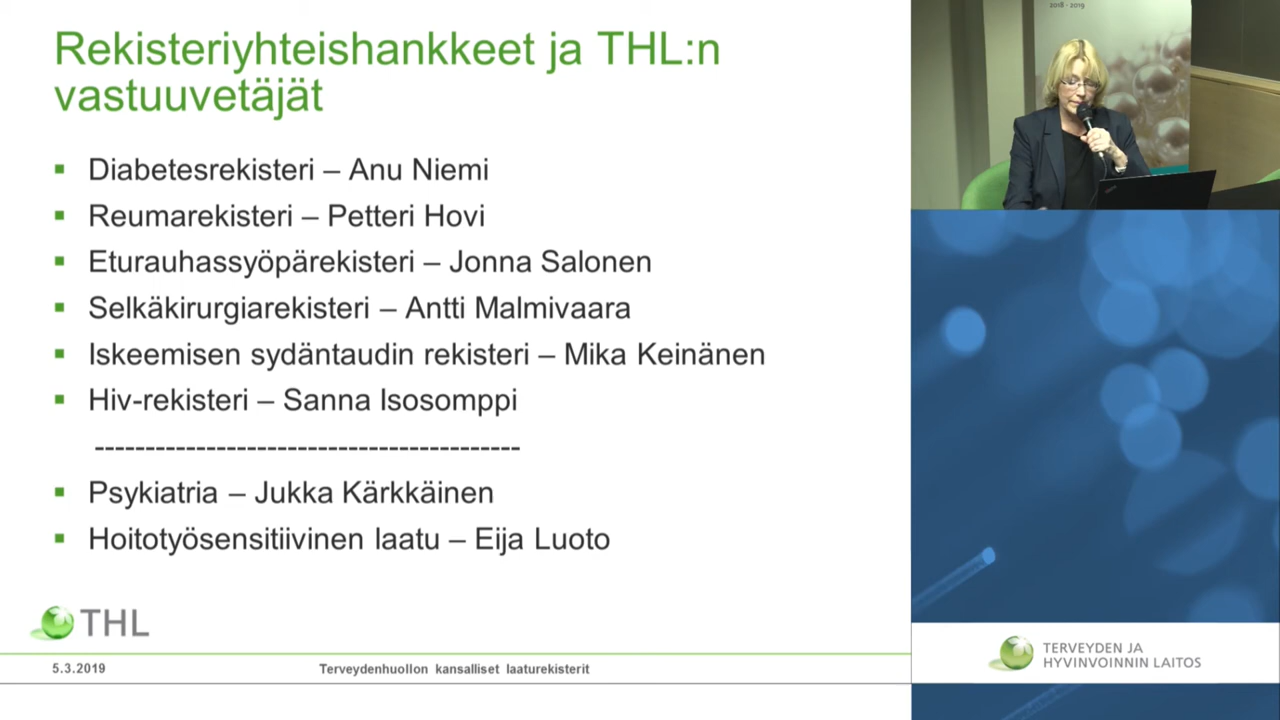 Rekisteriyhteishankkeet ja THL:n
vastuuvetäjät
▪ Diabetesrekisteri – Anu Niemi
▪ Reumarekisteri – Petteri Hovi
▪ Eturauhassyöpärekisteri – Jonna Salonen
▪ Selkäkirurgiarekisteri – Antti Malmivaara
▪ Iskeemisen sydäntaudin rekisteri – Mika Keinänen
▪ Hiv-rekisteri – Sanna Isosomppi
------------------------------------------
▪ Psykiatria – Jukka Kärkkäinen
▪ Hoitotyösensitiivinen laatu – Eija Luoto
THL
5.3.2019 Terveydenhuollon kansalliset laaturekisterit
2018 - 2019
TERVEYDEN JA
HYVINVOINNIN LAITOS